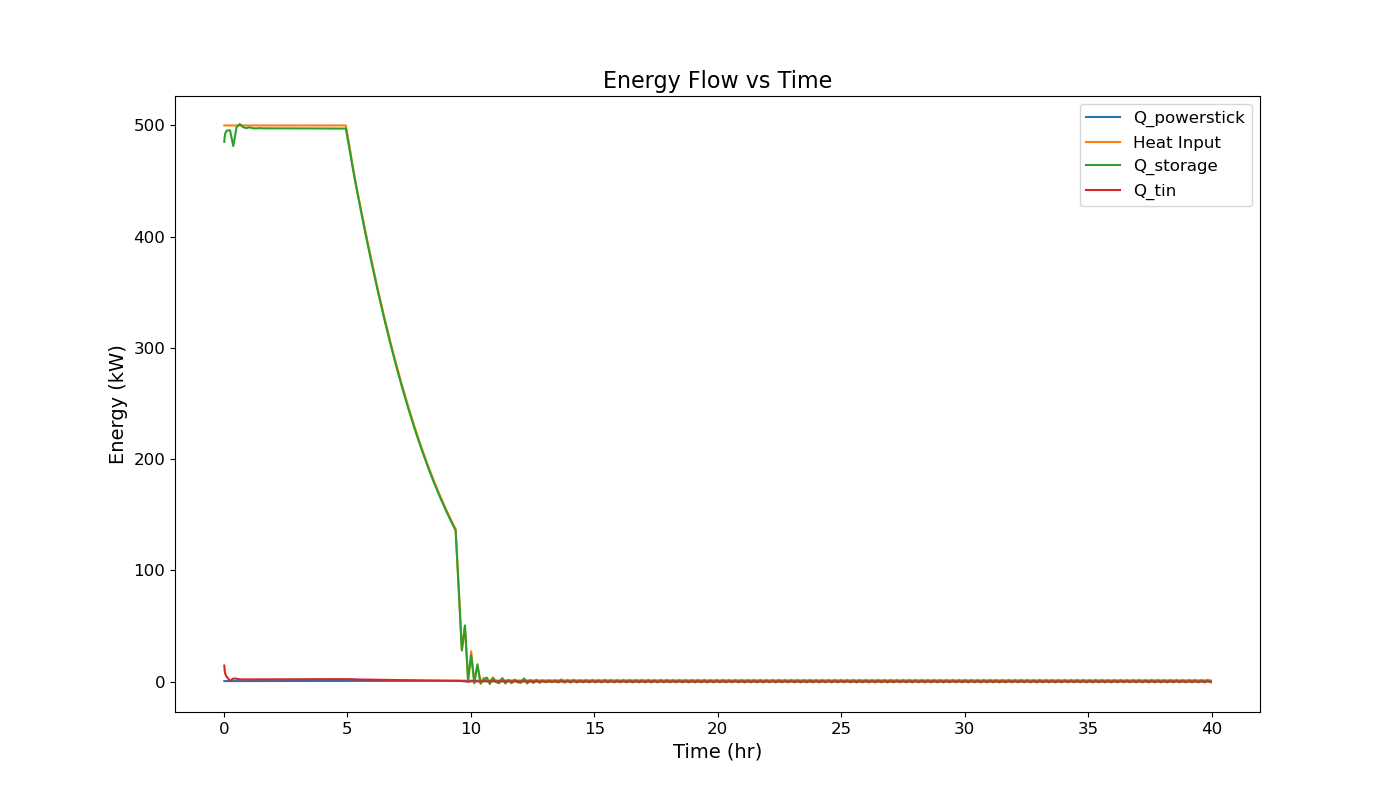 Energy Flow vs Time
Q_powerstick
Heat Input
Q_storage
Q_tin
500
400
300
200
100
0
Energy (kW)
0 5 10 15 20 25 30 35 40
Time (hr)